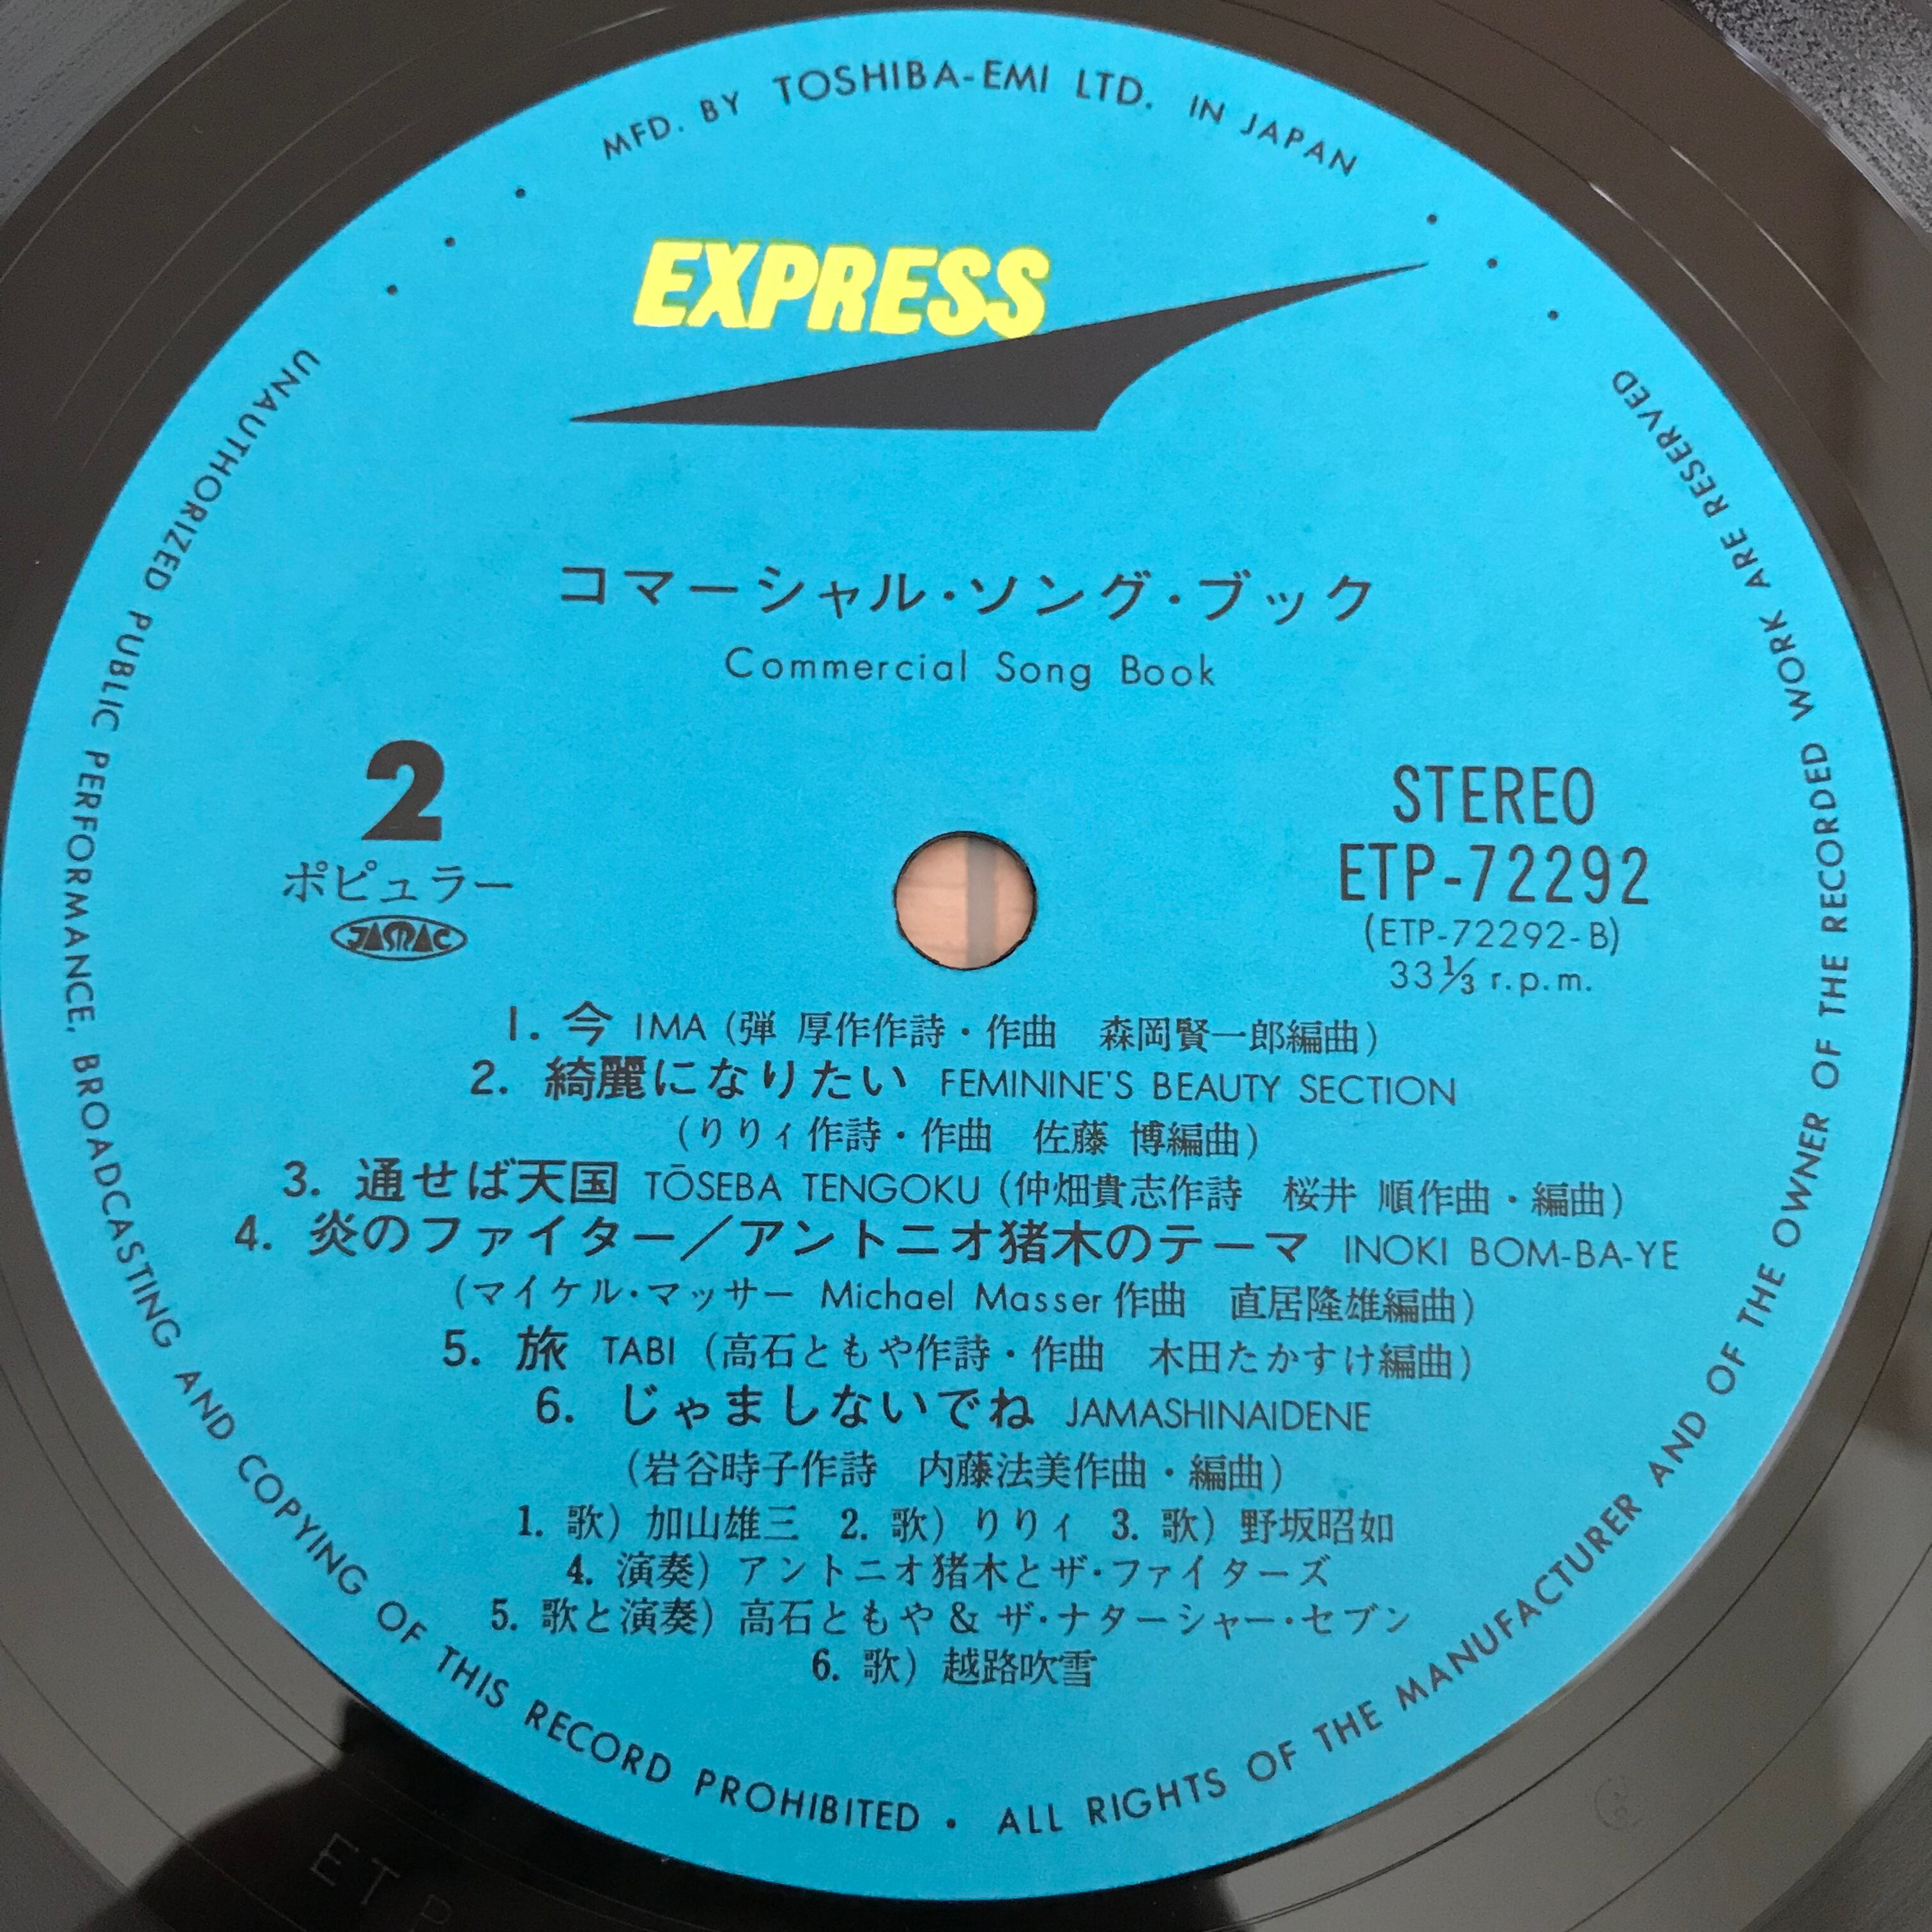 MFD. BY TOSHIBA-EMI LTD. IN JAPAN
EXPRESS
コマーシャル・ソング・ブック
Commercial Song Book
2
ポピュラー
JASRAC
STEREO
ETP-72292
(ETP-72292-B)
33⅓ r.p.m.
1. 今 IMA (弾 厚作作詩・作曲 森岡賢一郎編曲)
2. 綺麗になりたい FEMININE'S BEAUTY SECTION
(りりィ作詩・作曲 佐藤 博編曲)
3. 通せば天国 TŌSEBA TENGOKU (仲畑貴志作詩 桜井 順作曲・編曲)
4. 炎のファイター／アントニオ猪木のテーマ INOKI BOM-BA-YE
(マイケル・マッサー Michael Masser 作曲 直居隆雄編曲)
5. 旅 TABI (高石ともや作詩・作曲 木田たかすけ編曲)
6. じゃましないでね JAMASHINAIDENE
(岩谷時子作詩 内藤法美作曲・編曲)
1. 歌) 加山雄三 2. 歌) りりィ 3. 歌) 野坂昭如
4. 演奏) アントニオ猪木とザ・ファイターズ
5. 歌と演奏) 高石ともや & ザ・ナターシャー・セブン
6. 歌) 越路吹雪
UNAUTHORIZED PUBLIC PERFORMANCE, BROADCASTING AND COPYING OF THIS RECORD PROHIBITED • ALL RIGHTS OF THE MANUFACTURER AND OF THE OWNER OF THE RECORDED WORK ARE RESERVED
ETP